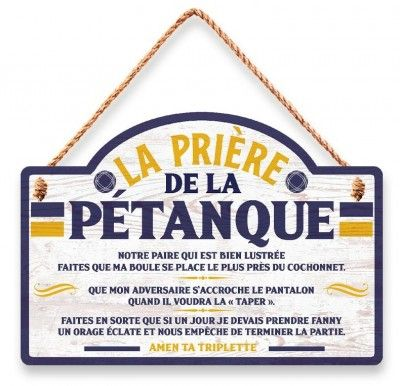 LA PRIÈRE
DE LA
PÉTANQUE
NOTRE PAIRE QUI EST BIEN LUSTRÉE
FAITES QUE MA BOULE SE PLACE LE PLUS PRÈS DU COCHONNET.
QUE MON ADVERSAIRE S'ACCROCHE LE PANTALON
QUAND IL VOUDRA LA « TAPER ».
FAITES EN SORTE QUE SI UN JOUR JE DEVAIS PRENDRE FANNY
UN ORAGE ÉCLATE ET NOUS EMPÊCHE DE TERMINER LA PARTIE.
AMEN TA TRIPLETTE